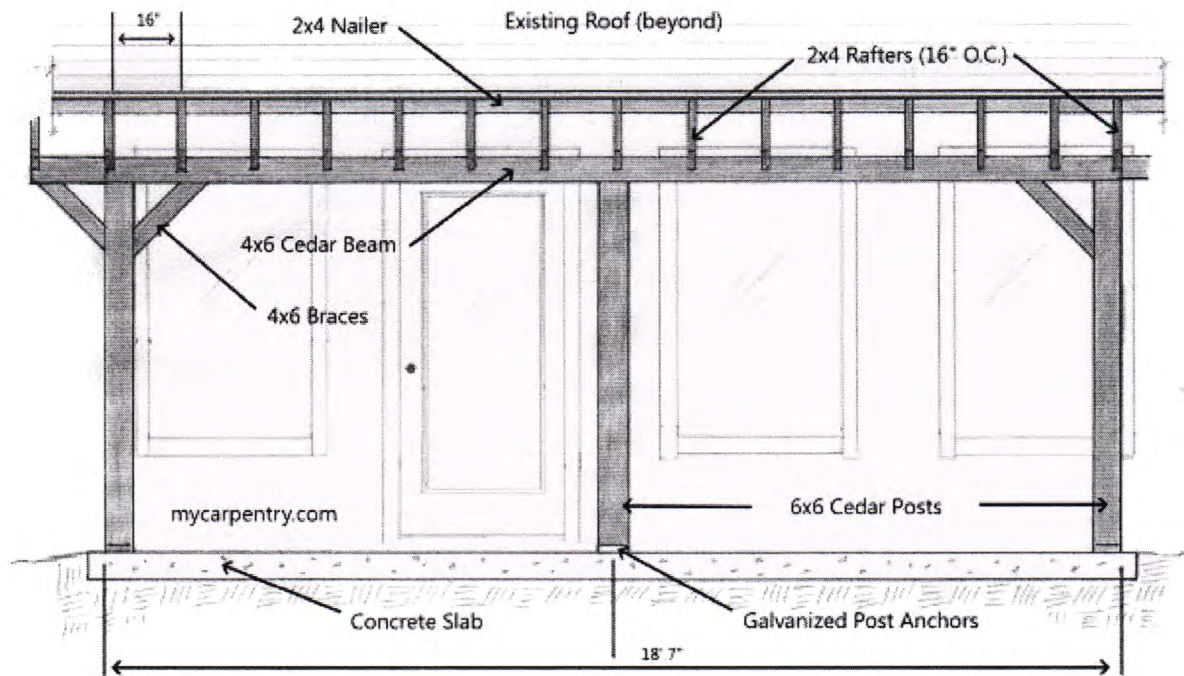 16"
2x4 Nailer
Existing Roof (beyond)
2x4 Rafters (16" O.C.)
4x6 Cedar Beam
4x6 Braces
mycarpentry.com
6x6 Cedar Posts
Concrete Slab
Galvanized Post Anchors
18' 7"